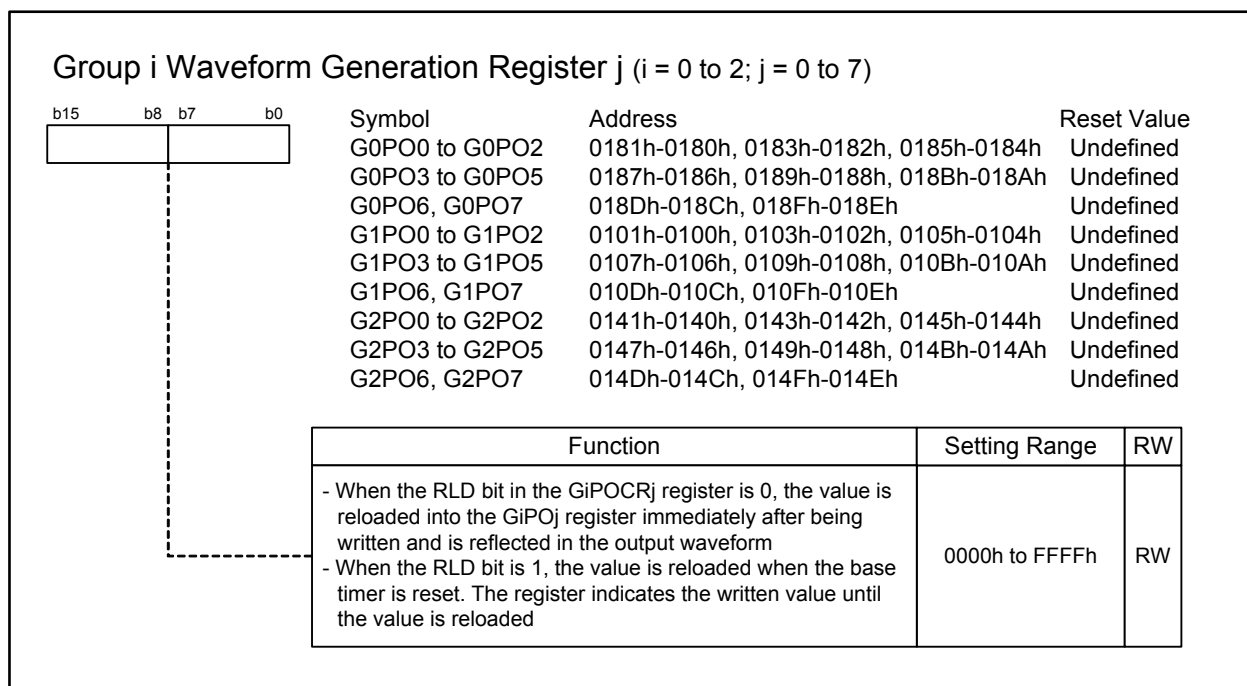 Group i Waveform Generation Register j (i = 0 to 2; j = 0 to 7)
b15 b8 b7 b0
Symbol Address Reset Value
G0PO0 to G0PO2 0181h-0180h, 0183h-0182h, 0185h-0184h Undefined
G0PO3 to G0PO5 0187h-0186h, 0189h-0188h, 018Bh-018Ah Undefined
G0PO6, G0PO7 018Dh-018Ch, 018Fh-018Eh Undefined
G1PO0 to G1PO2 0101h-0100h, 0103h-0102h, 0105h-0104h Undefined
G1PO3 to G1PO5 0107h-0106h, 0109h-0108h, 010Bh-010Ah Undefined
G1PO6, G1PO7 010Dh-010Ch, 010Fh-010Eh Undefined
G2PO0 to G2PO2 0141h-0140h, 0143h-0142h, 0145h-0144h Undefined
G2PO3 to G2PO5 0147h-0146h, 0149h-0148h, 014Bh-014Ah Undefined
G2PO6, G2PO7 014Dh-014Ch, 014Fh-014Eh Undefined
Function Setting Range RW
- When the RLD bit in the GiPOCRj register is 0, the value is
reloaded into the GiPOj register immediately after being
written and is reflected in the output waveform
- When the RLD bit is 1, the value is reloaded when the base
timer is reset. The register indicates the written value until
the value is reloaded
0000h to FFFFh RW